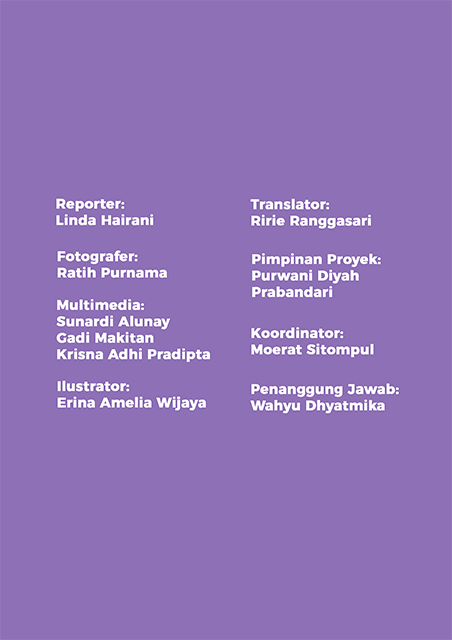 Reporter:
Linda Hairani
Fotografer:
Ratih Purnama
Multimedia:
Sunardi Alunay
Gadi Makitan
Krisna Adhi Pradipta
Ilustrator:
Erina Amelia Wijaya
Translator:
Ririe Ranggasari
Pimpinan Proyek:
Purwani Diyah
Prabandari
Koordinator:
Moerat Sitompul
Penanggung Jawab:
Wahyu Dhyatmika